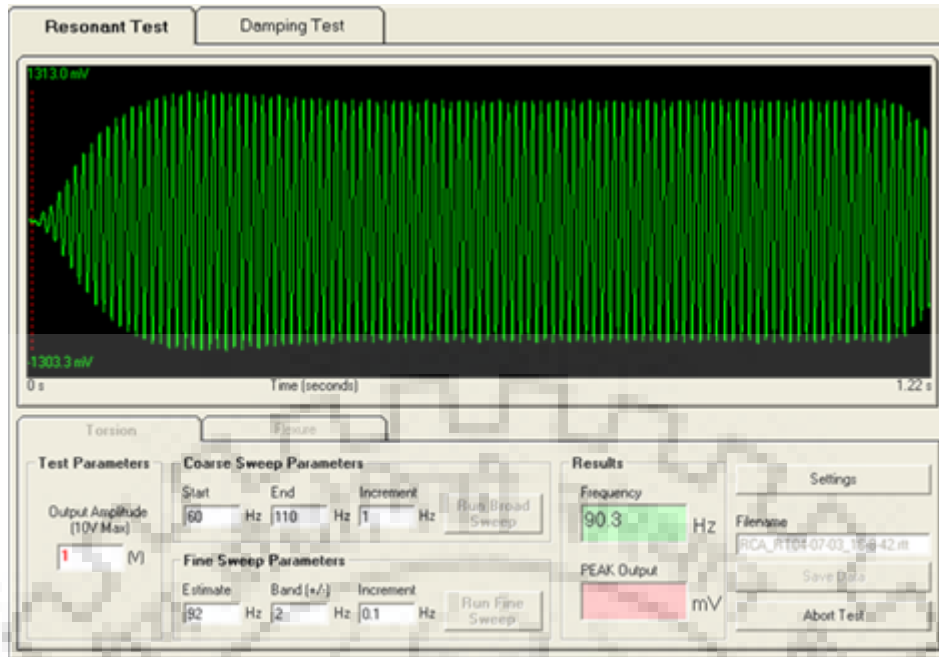 Resonant Test Damping Test
1313.0 mV
-1303.3 mV
0 s Time (seconds) 1.22 s
Torsion Flexure
Test Parameters Coarse Sweep Parameters Results
Start End Increment Frequency Settings
Output Amplitude
(10V Max)
60 Hz 110 Hz 1 Hz Run Broad Sweep 90.3 Hz Filename
1 (V)
Fine Sweep Parameters PEAK Output Save Data
Estimate Band (+/-) Increment mV
92 Hz 2 Hz 0.1 Hz Run Fine Sweep Abort Test